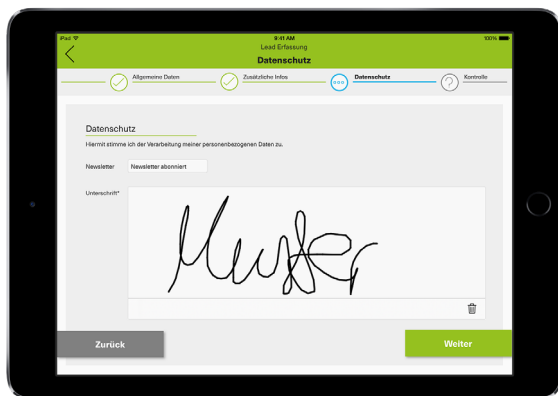 iPad 9:41 AM 100%
Lead Erfassung
Datenschutz
Allgemeine Daten Zusätzliche Infos Datenschutz Kontrolle
Datenschutz
Hiermit stimme ich der Verarbeitung meiner personenbezogenen Daten zu.
Newsletter Newsletter abonniert
Unterschrift*
Muster
Zurück Weiter